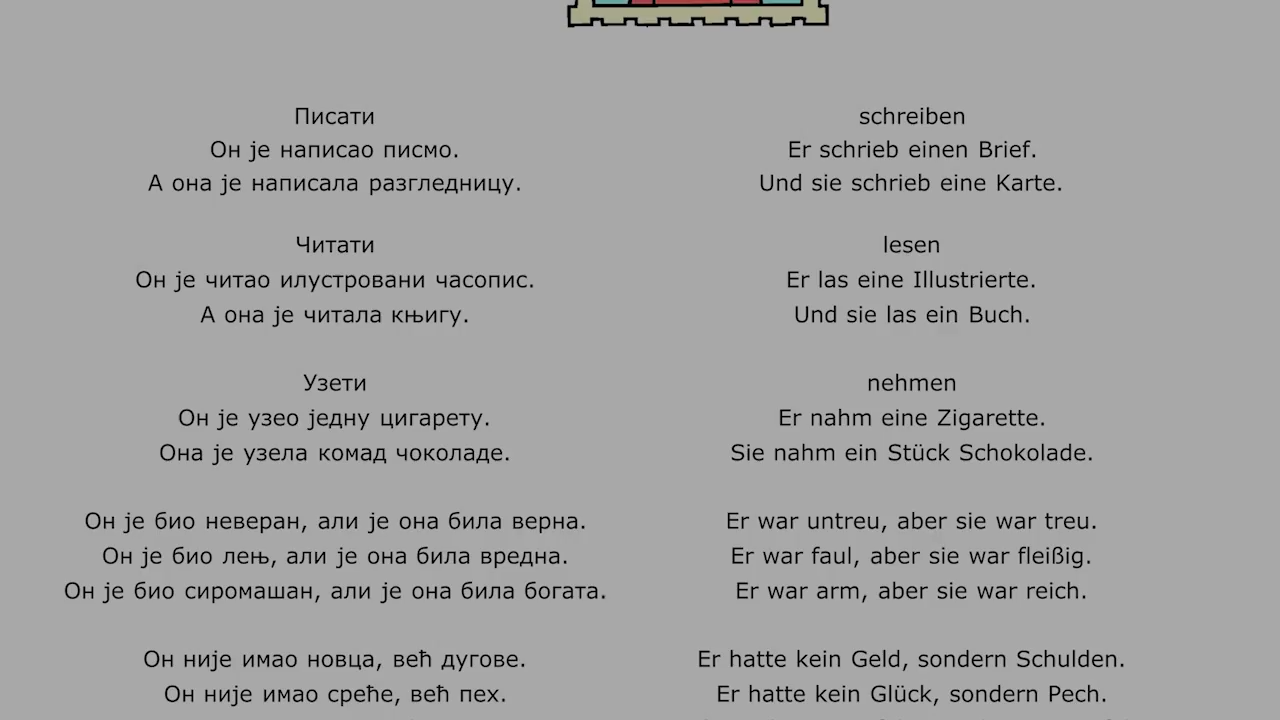 Писати
Он је написао писмо.
А она је написала разгледницу.
Читати
Он је читао илустровани часопис.
А она је читала књигу.
Узети
Он је узео једну цигарету.
Она је узела комад чоколаде.
Он је био неверан, али је она била верна.
Он је био лењ, али је она била вредна.
Он је био сиромашан, али је она била богата.
Он није имао новца, већ дугове.
Он није имао среће, већ пех.
schreiben
Er schrieb einen Brief.
Und sie schrieb eine Karte.
lesen
Er las eine Illustrierte.
Und sie las ein Buch.
nehmen
Er nahm eine Zigarette.
Sie nahm ein Stück Schokolade.
Er war untreu, aber sie war treu.
Er war faul, aber sie war fleißig.
Er war arm, aber sie war reich.
Er hatte kein Geld, sondern Schulden.
Er hatte kein Glück, sondern Pech.